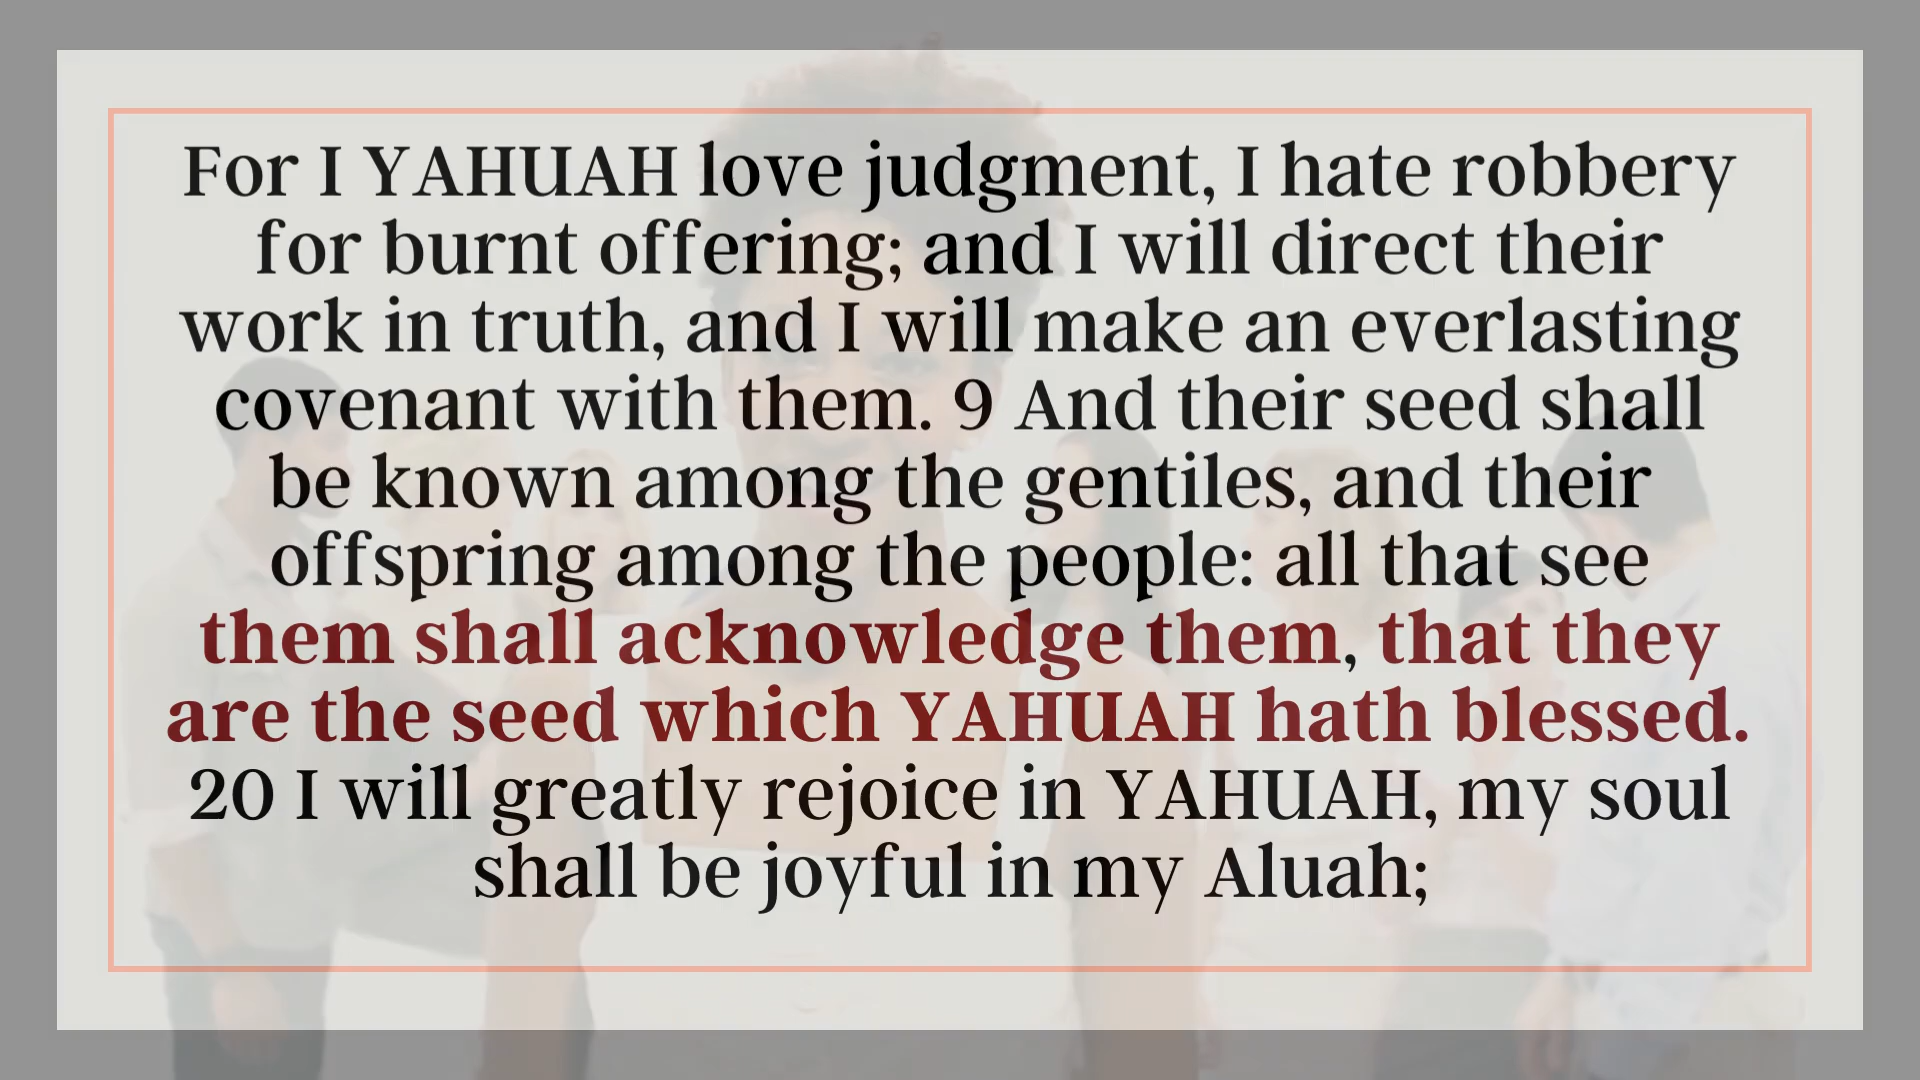 For I YAHUAH love judgment, I hate robbery
for burnt offering; and I will direct their
work in truth, and I will make an everlasting
covenant with them. 9 And their seed shall
be known among the gentiles, and their
offspring among the people: all that see
them shall acknowledge them, that they
are the seed which YAHUAH hath blessed.
20 I will greatly rejoice in YAHUAH, my soul
shall be joyful in my Aluah;